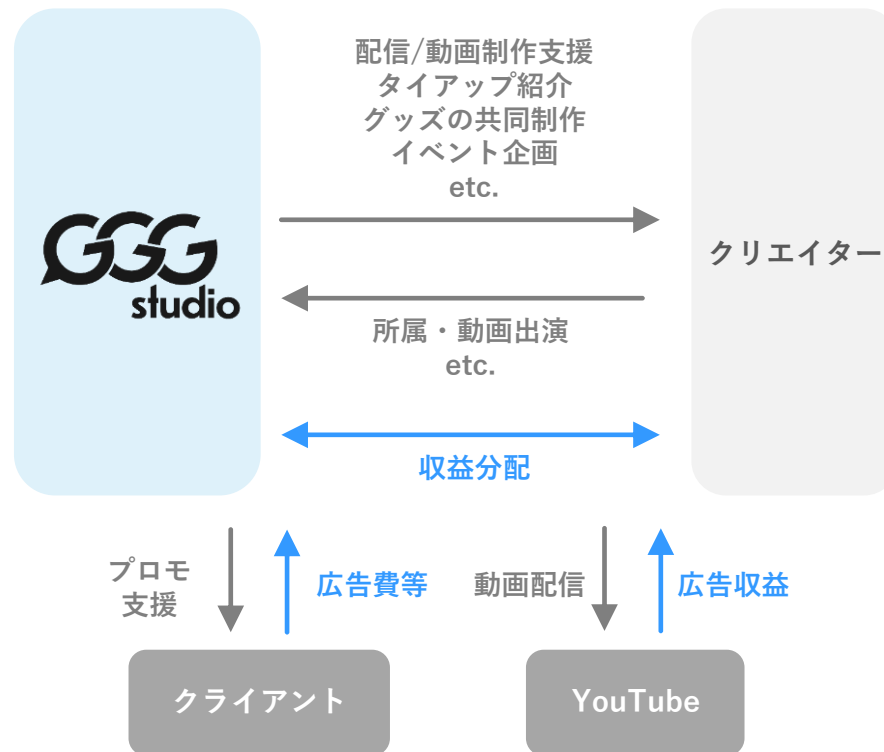 配信/動画制作支援
タイアップ紹介
グッズの共同制作
イベント企画
etc.
GGG
studio
クリエイター
所属・動画出演
etc.
収益分配
プロモ
支援
広告費等
動画配信
広告収益
クライアント
YouTube